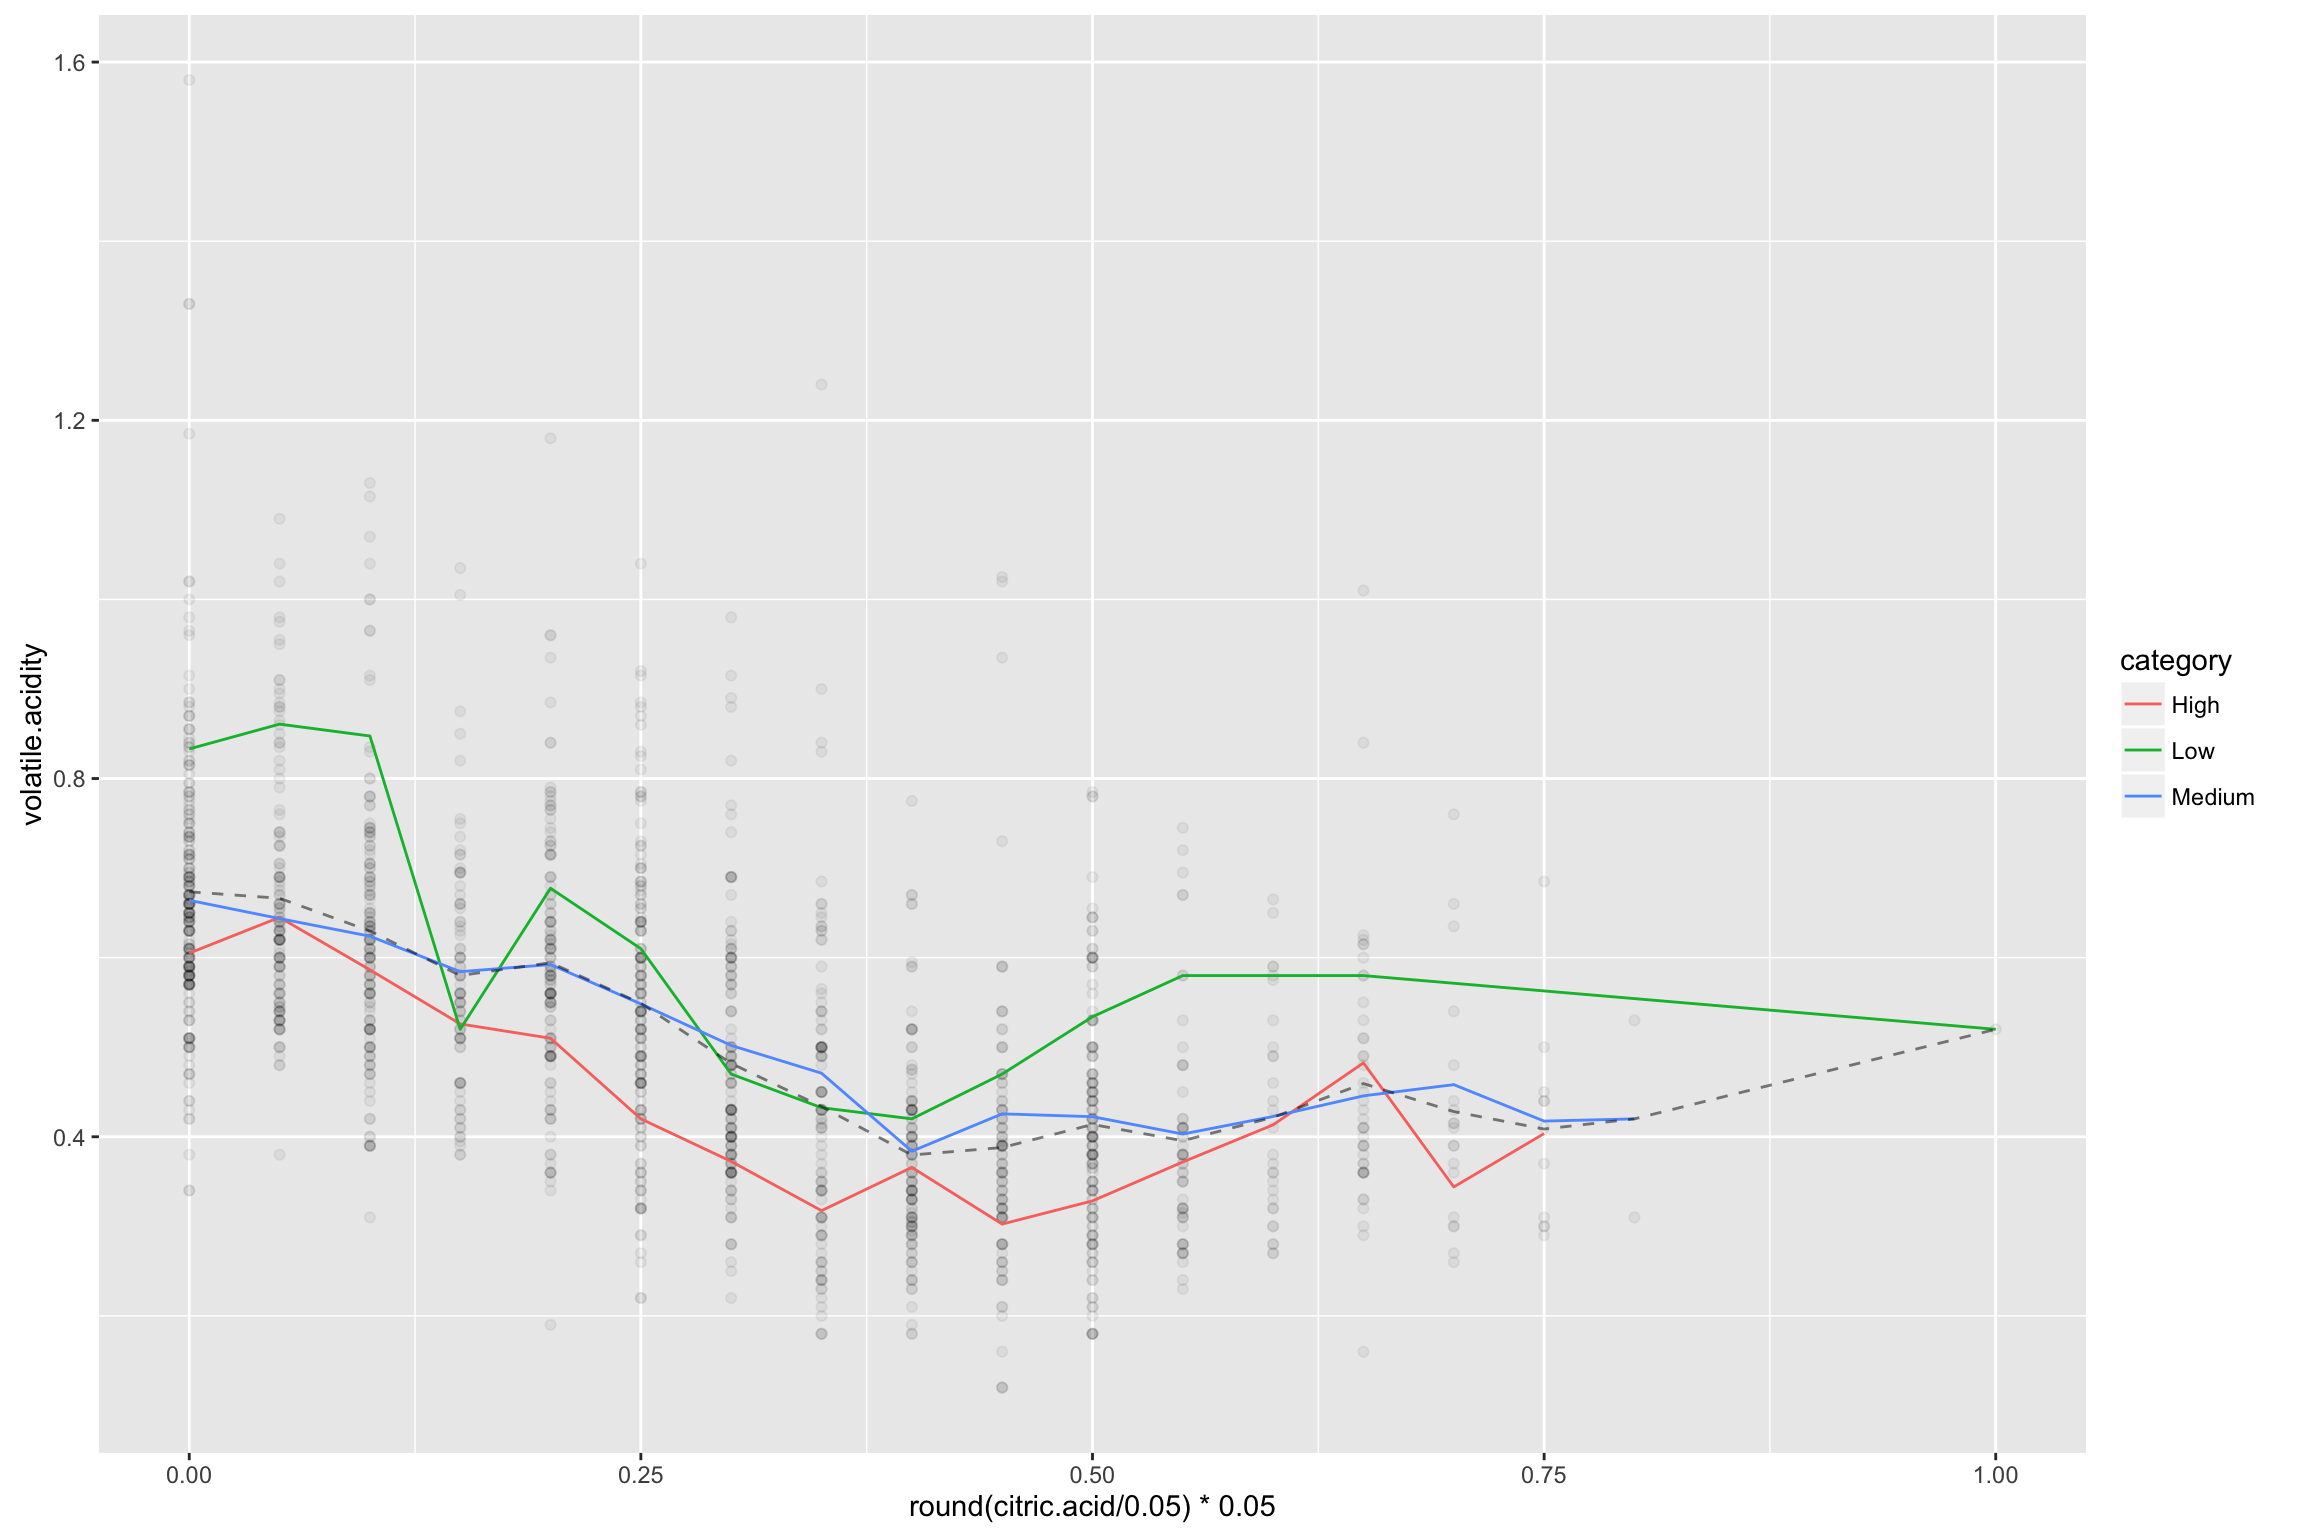 1.6
1.2
0.8
0.4
volatile.acidity
0.00 0.25 0.50 0.75 1.00
round(citric.acid/0.05) * 0.05
category
High
Low
Medium